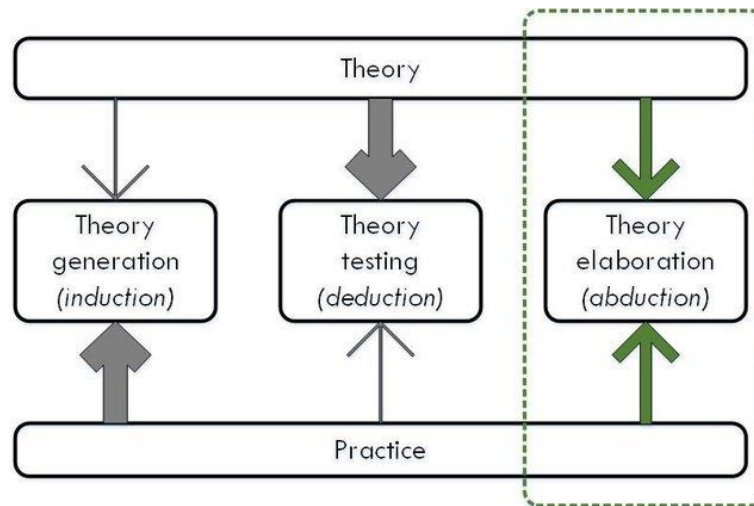 Theory
Theory
generation
(induction)
Theory
testing
(deduction)
Theory
elaboration
(abduction)
Practice